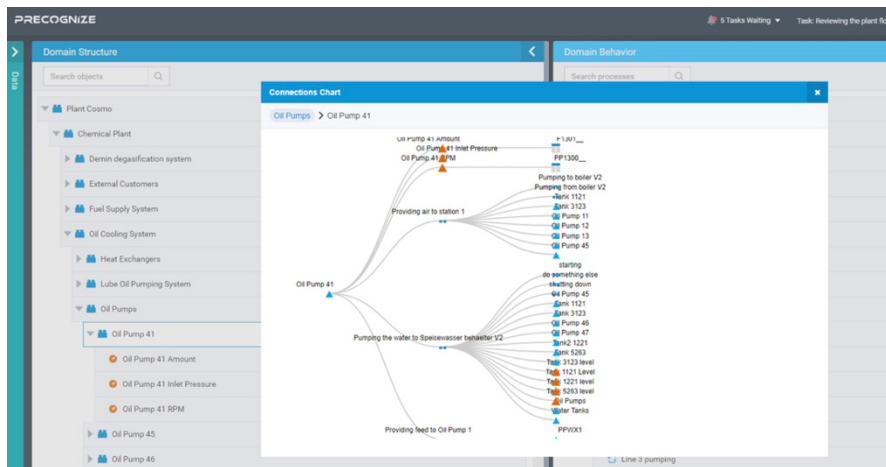 PRECOGNIZE
5 Tasks Waiting
Task: Reviewing the plant flo
Data
Domain Structure
Domain Behavior
Search objects
Search processes
Plant Cosmo
Chemical Plant
Demin degasification system
External Customers
Fuel Supply System
Oil Cooling System
Heat Exchangers
Lube Oil Pumping System
Oil Pumps
Oil Pump 41
Oil Pump 41 Amount
Oil Pump 41 Inlet Pressure
Oil Pump 41 RPM
Oil Pump 45
Oil Pump 46
Connections Chart
Oil Pumps > Oil Pump 41
Oil Pump 41
Oil Pump 41 Amount
Oil Pump 41 Inlet Pressure
Oil Pump 41 RPM
F1301__
PP1300__
Providing air to station 1
Pumping to boiler V2
Pumping from boiler V2
Tank 1121
Tank 3123
Oil Pump 11
Oil Pump 12
Oil Pump 13
Oil Pump 45
Pumping the water to Speisewasser behaelter V2
starting
do something else
shutting down
Oil Pump 45
Tank 1121
Tank 3123
Oil Pump 46
Oil Pump 47
Tank2 1221
Tank 5263
Tank 3123 level
Tank 1121 Level
Tank 1221 level
Tank 5263 level
Oil Pumps
Water Tanks
Providing feed to Oil Pump 1
PPWX1
Line 3 pumping